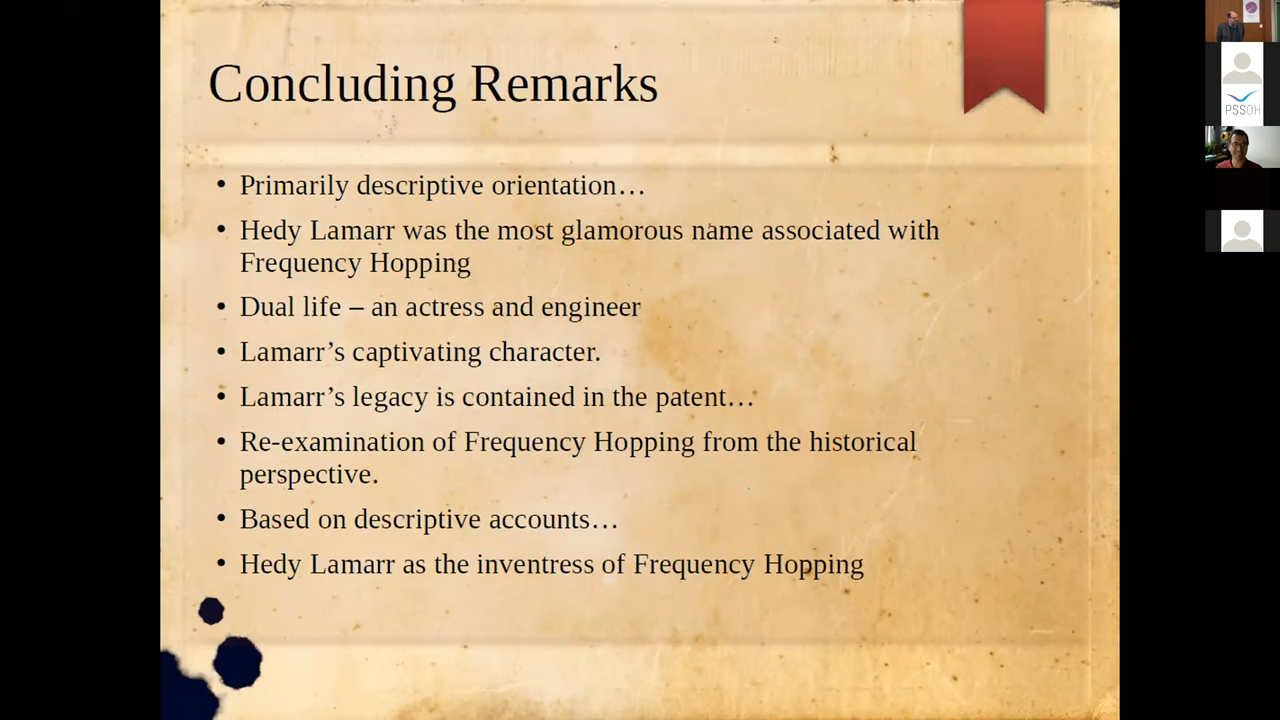 Concluding Remarks
• Primarily descriptive orientation…
• Hedy Lamarr was the most glamorous name associated with
Frequency Hopping
• Dual life – an actress and engineer
• Lamarr’s captivating character.
• Lamarr’s legacy is contained in the patent…
• Re-examination of Frequency Hopping from the historical
perspective.
• Based on descriptive accounts…
• Hedy Lamarr as the inventress of Frequency Hopping
PSSOH